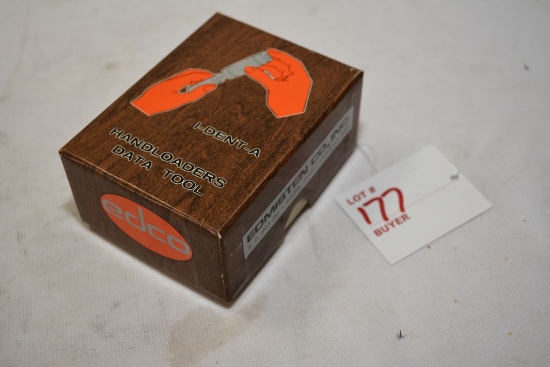 I-DENT-A
HANDLOADERS
DATA TOOL
edco
EDMISTEN CO., INC.
LOT #
177
BUYER